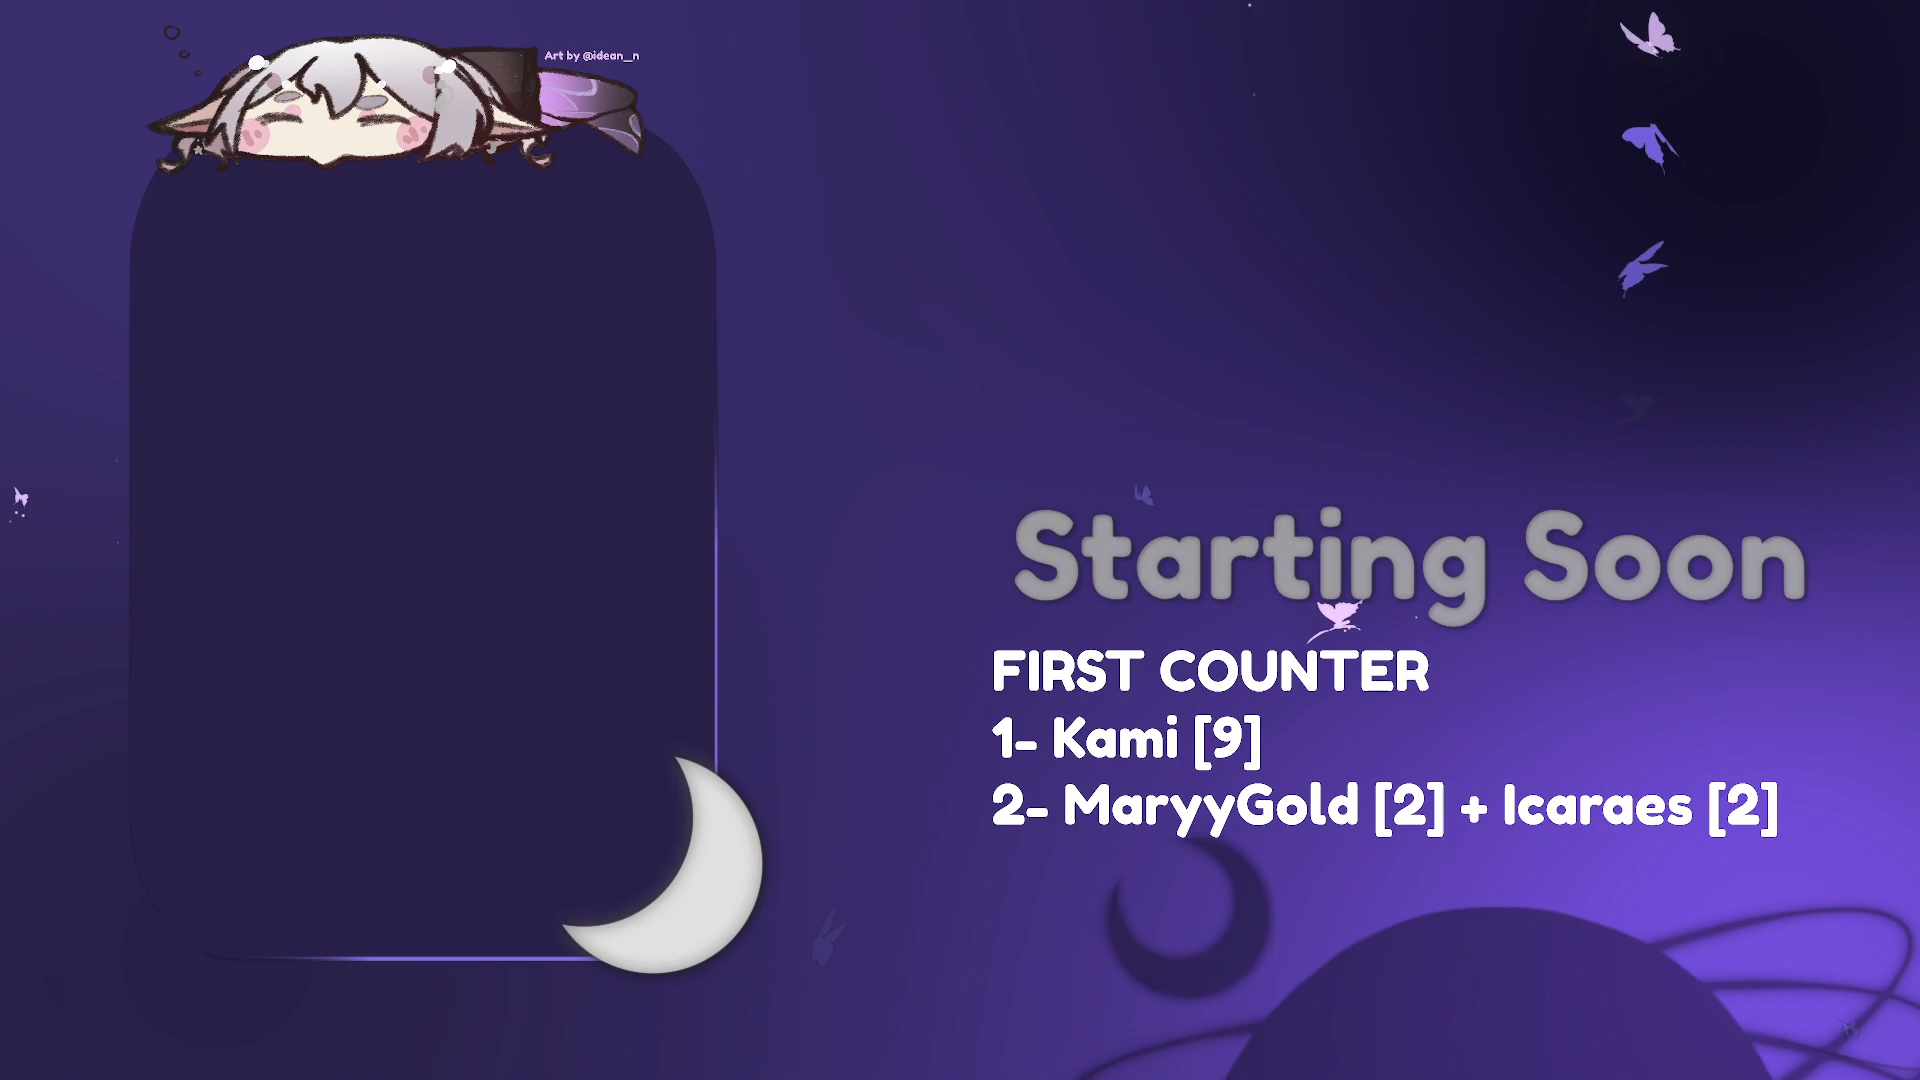 Art by @idean__n
Starting Soon
FIRST COUNTER
1- Kami [9]
2- MaryyGold [2] + Icaraes [2]